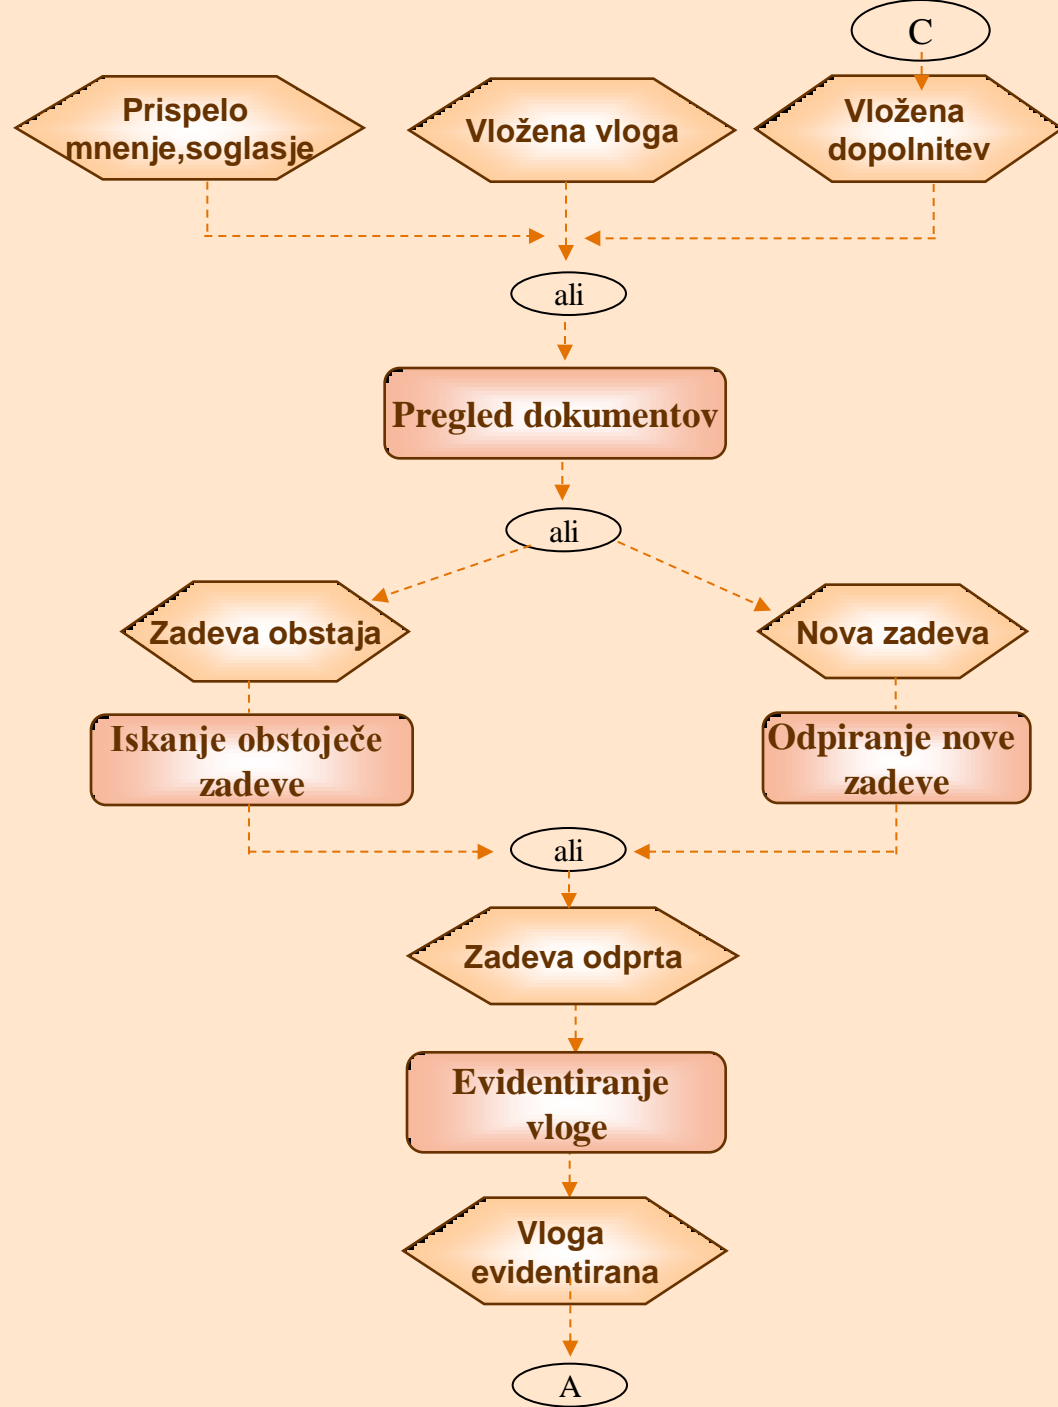 C
Prispelo
mnenje,soglasje
Vložena vloga
Vložena
dopolnitev
ali
Pregled dokumentov
ali
Zadeva obstaja
Nova zadeva
Iskanje obstoječe
zadeve
Odpiranje nove
zadeve
ali
Zadeva odprta
Evidentiranje
vloge
Vloga
evidentirana
A